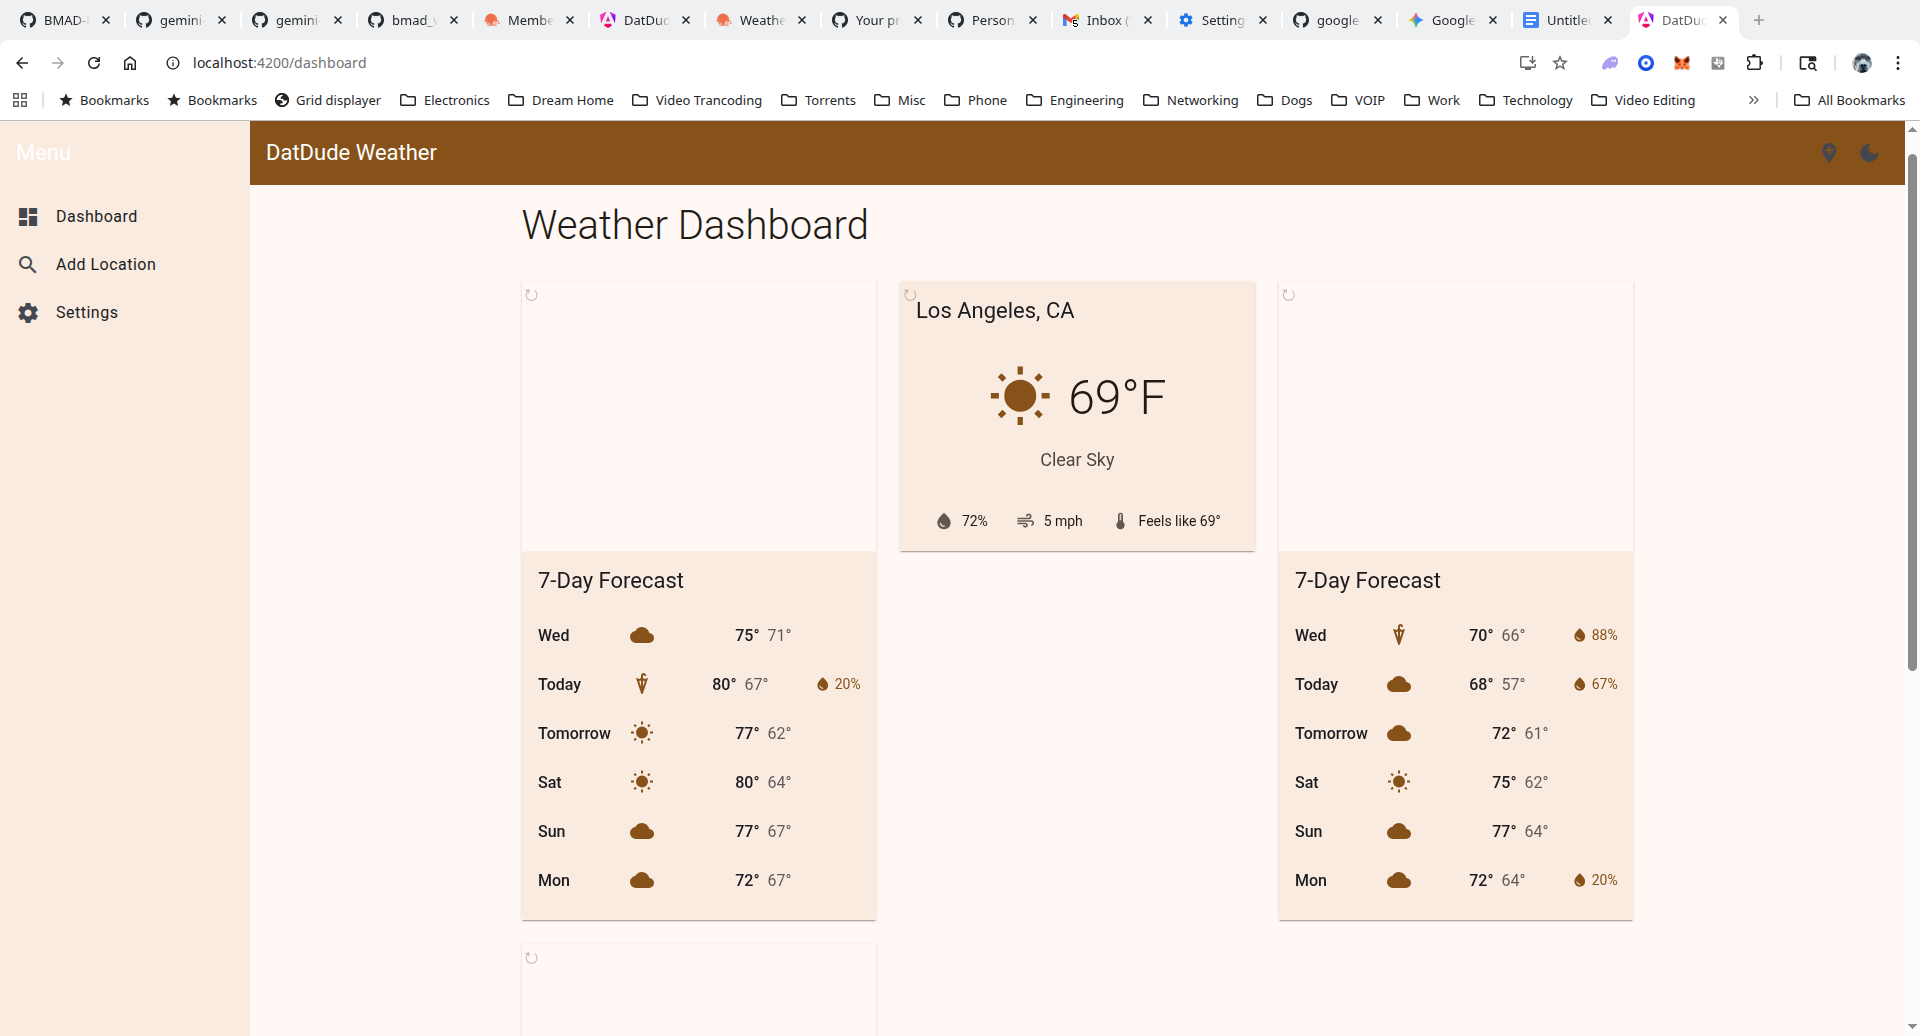 BMAD-
gemini-
gemini-
bmad_
Membe
DatDud
Weathe
Your pr
Person
Inbox (
Setting
google
Google
Untitle
DatDud
localhost:4200/dashboard
Bookmarks
Bookmarks
Grid displayer
Electronics
Dream Home
Video Trancoding
Torrents
Misc
Phone
Engineering
Networking
Dogs
VOIP
Work
Technology
Video Editing
All Bookmarks
Menu
DatDude Weather
Dashboard
Add Location
Settings
Weather Dashboard
Los Angeles, CA
69°F
Clear Sky
72% 5 mph Feels like 69°
7-Day Forecast
Wed 75° 71°
Today 80° 67° 20%
Tomorrow 77° 62°
Sat 80° 64°
Sun 77° 67°
Mon 72° 67°
7-Day Forecast
Wed 70° 66° 88%
Today 68° 57° 67%
Tomorrow 72° 61°
Sat 75° 62°
Sun 77° 64°
Mon 72° 64° 20%